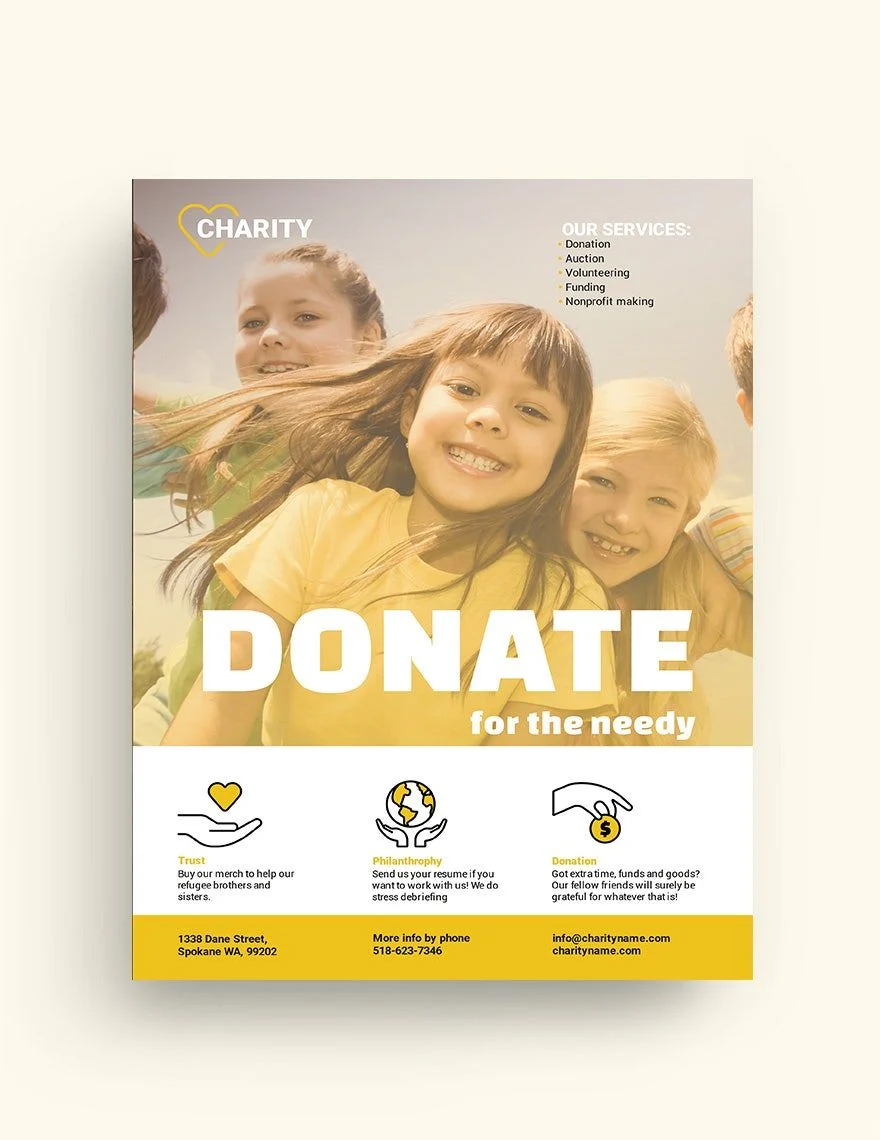 CHARITY
OUR SERVICES:
Donation
Auction
Volunteering
Funding
Nonprofit making
DONATE
for the needy
$
Trust
Buy our merch to help our
refugee brothers and
sisters.
Philanthrophy
Send us your resume if you
want to work with us! We do
stress debriefing
Donation
Got extra time, funds and goods?
Our fellow friends will surely be
grateful for whatever that is!
1338 Dane Street,
Spokane WA, 99202
More info by phone
518-623-7346
info@charityname.com
charityname.com